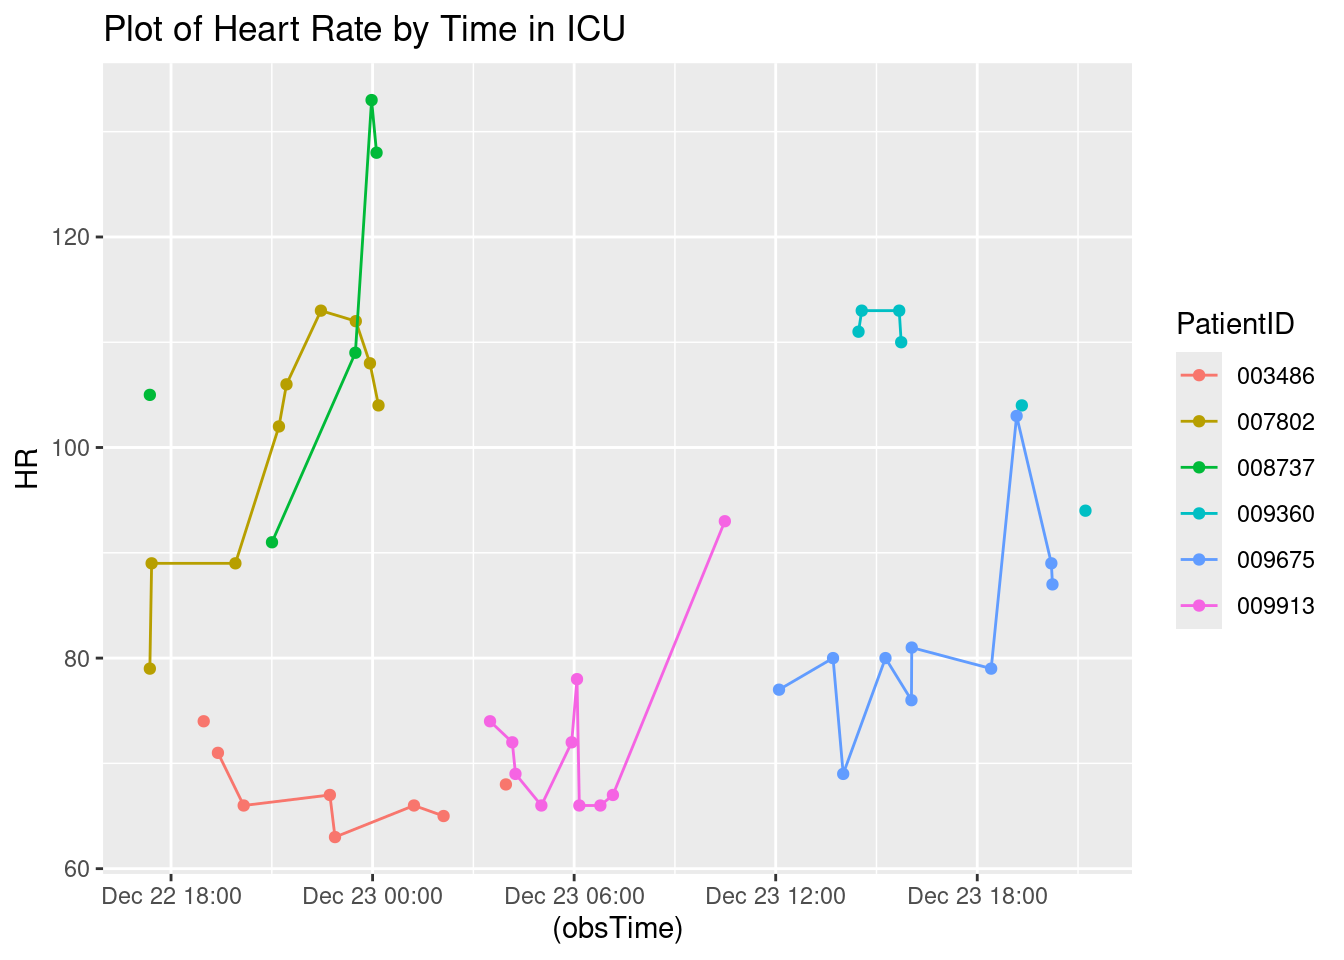 Plot of Heart Rate by Time in ICU
120
100
80
60
HR
Dec 22 18:00 Dec 23 00:00 Dec 23 06:00 Dec 23 12:00 Dec 23 18:00
(obsTime)
PatientID
003486
007802
008737
009360
009675
009913